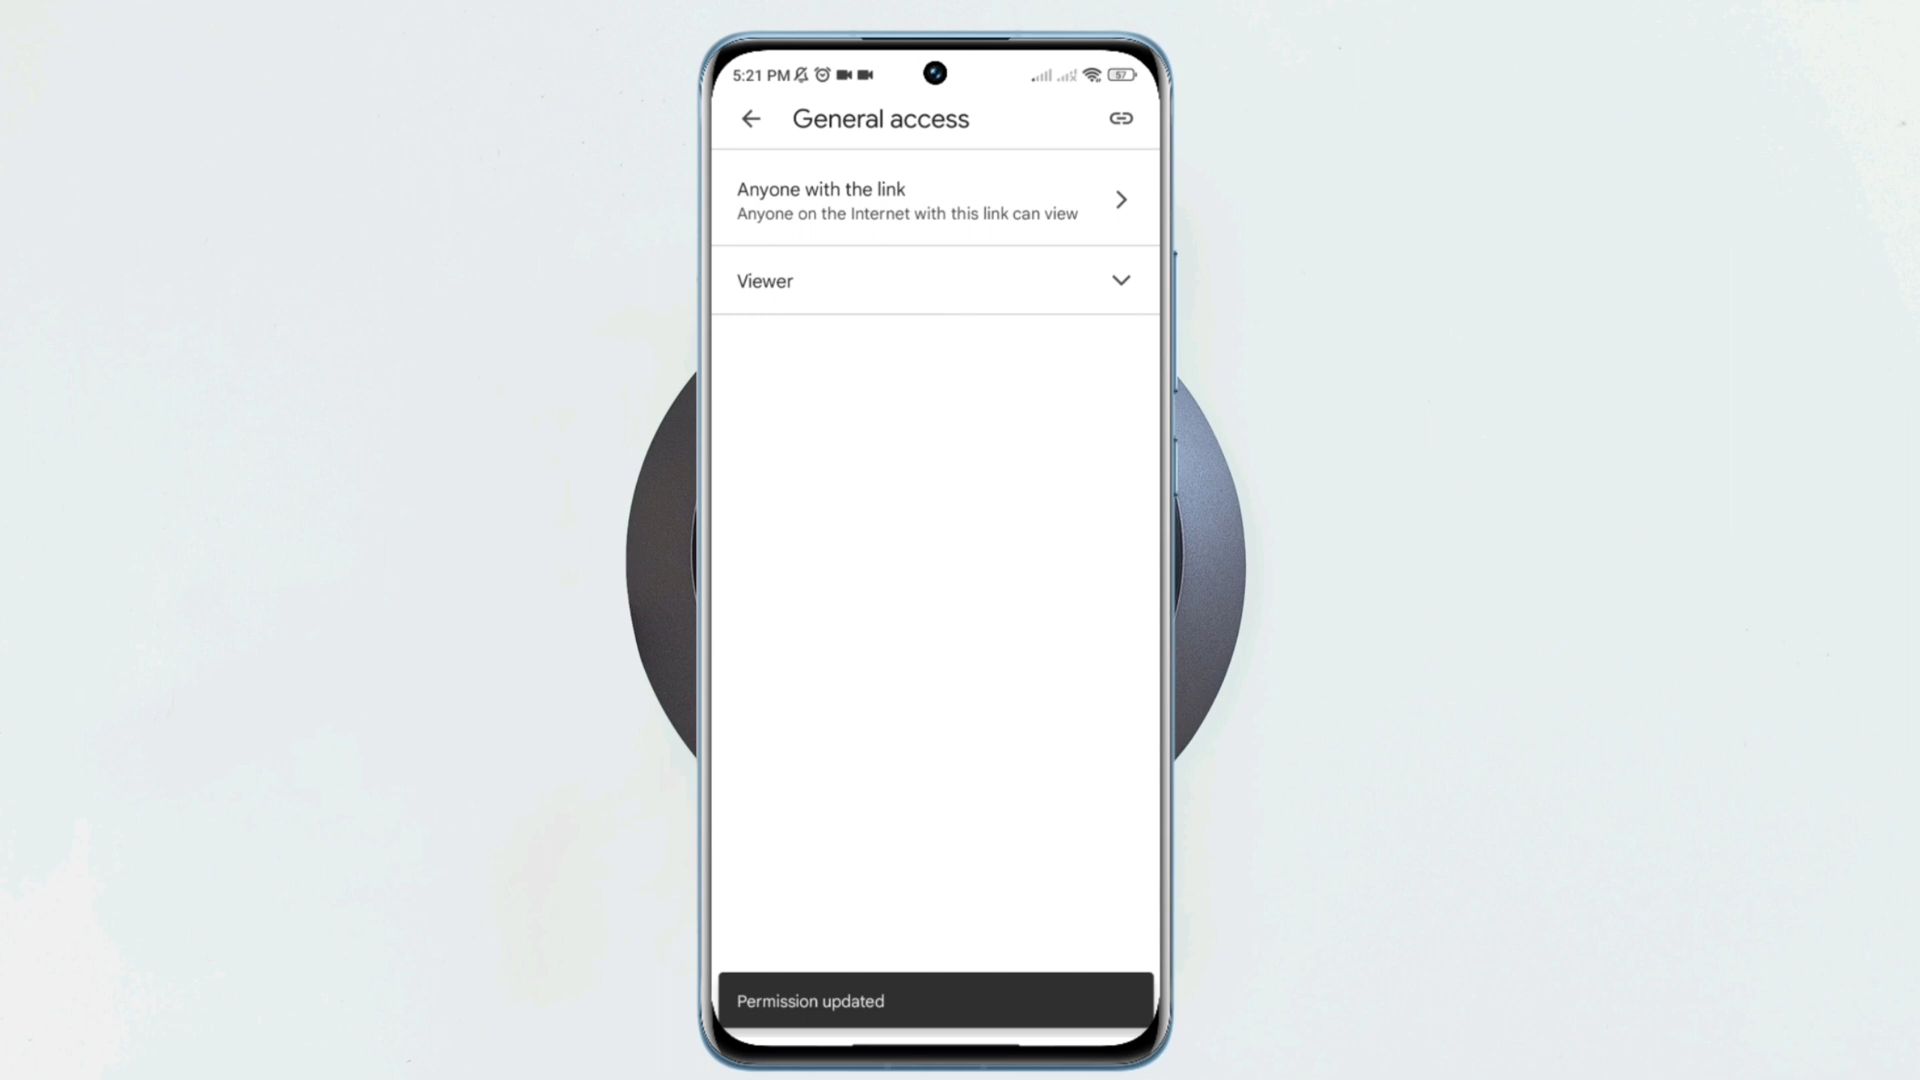 5:21 PM
57
General access
Anyone with the link
Anyone on the Internet with this link can view
Viewer
Permission updated